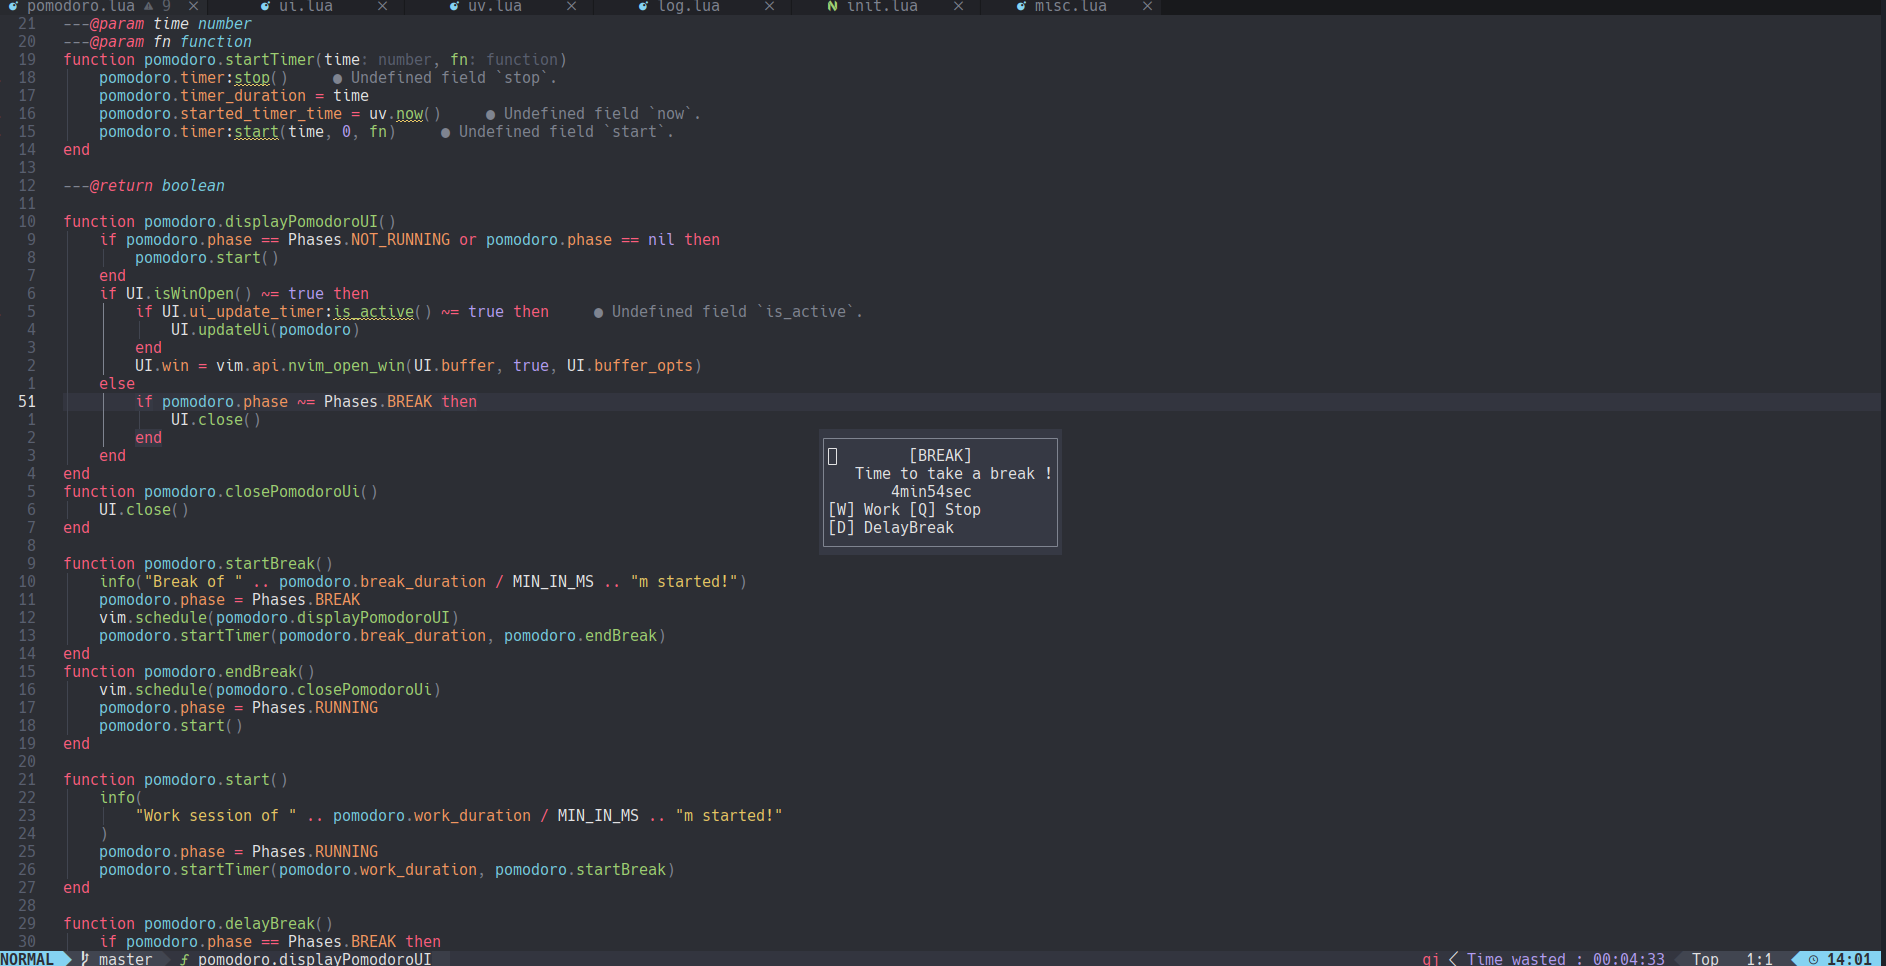 pomodoro.lua 9 ui.lua uv.lua log.lua init.lua misc.lua
21 ---@param time number
20 ---@param fn function
19 function pomodoro.startTimer(time: number, fn: function)
18 pomodoro.timer:stop() ● Undefined field `stop`.
17 pomodoro.timer_duration = time
16 pomodoro.started_timer_time = uv.now() ● Undefined field `now`.
15 pomodoro.timer:start(time, 0, fn) ● Undefined field `start`.
14 end
13
12 ---@return boolean
11
10 function pomodoro.displayPomodoroUI()
9 if pomodoro.phase == Phases.NOT_RUNNING or pomodoro.phase == nil then
8 pomodoro.start()
7 end
6 if UI.isWinOpen() ~= true then
5 if UI.ui_update_timer:is_active() ~= true then ● Undefined field `is_active`.
4 UI.updateUi(pomodoro)
3 end
2 UI.win = vim.api.nvim_open_win(UI.buffer, true, UI.buffer_opts)
1 else
51 if pomodoro.phase ~= Phases.BREAK then
1 UI.close()
2 end
3 end
4 end
5 function pomodoro.closePomodoroUi()
6 UI.close()
7 end
8
9 function pomodoro.startBreak()
10 info("Break of " .. pomodoro.break_duration / MIN_IN_MS .. "m started!")
11 pomodoro.phase = Phases.BREAK
12 vim.schedule(pomodoro.displayPomodoroUI)
13 pomodoro.startTimer(pomodoro.break_duration, pomodoro.endBreak)
14 end
15 function pomodoro.endBreak()
16 vim.schedule(pomodoro.closePomodoroUi)
17 pomodoro.phase = Phases.RUNNING
18 pomodoro.start()
19 end
20
21 function pomodoro.start()
22 info(
23 "Work session of " .. pomodoro.work_duration / MIN_IN_MS .. "m started!"
24 )
25 pomodoro.phase = Phases.RUNNING
26 pomodoro.startTimer(pomodoro.work_duration, pomodoro.startBreak)
27 end
28
29 function pomodoro.delayBreak()
30 if pomodoro.phase == Phases.BREAK then
[BREAK]
Time to take a break !
4min54sec
[W] Work [Q] Stop
[D] DelayBreak
NORMAL master pomodoro.displayPomodoroUI gj Time wasted : 00:04:33 Top 1:1 14:01